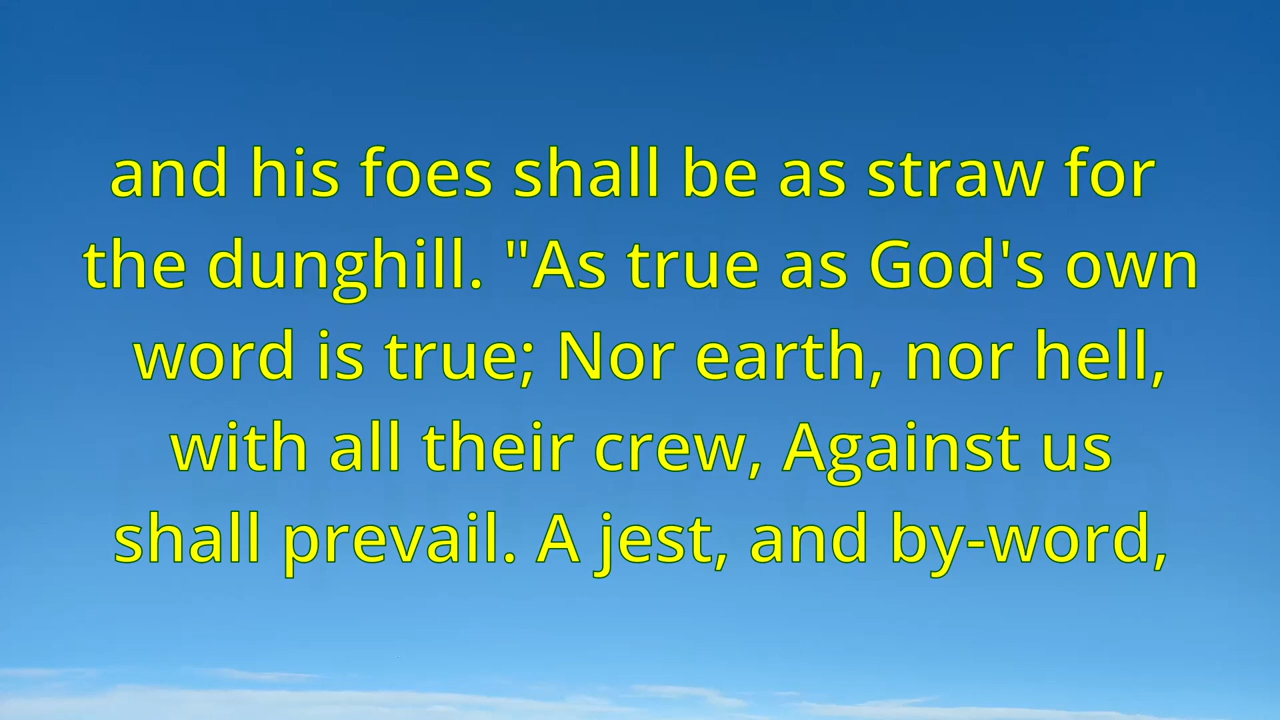 and his foes shall be as straw for
the dunghill. "As true as God's own
word is true; Nor earth, nor hell,
with all their crew, Against us
shall prevail. A jest, and by-word,